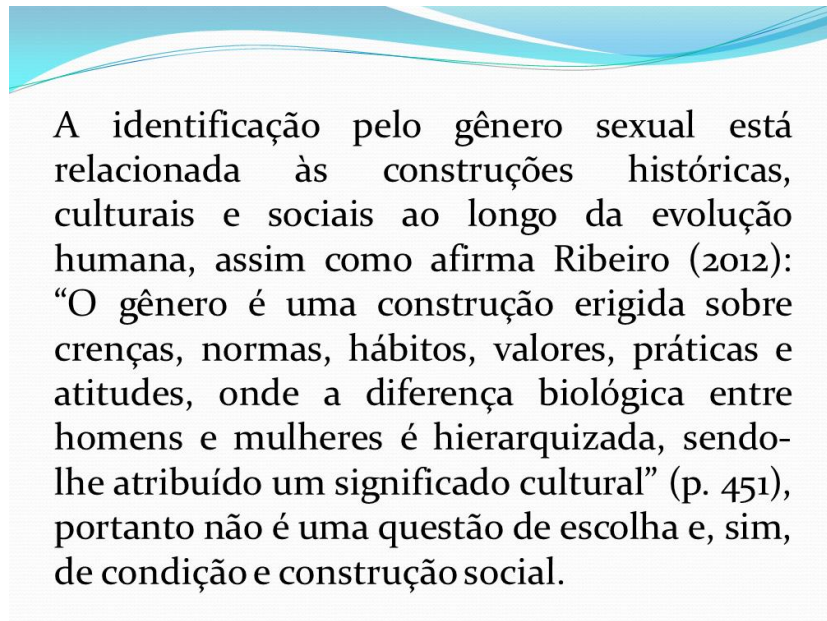 A identificação pelo gênero sexual está
relacionada às construções históricas,
culturais e sociais ao longo da evolução
humana, assim como afirma Ribeiro (2012):
“O gênero é uma construção erigida sobre
crenças, normas, hábitos, valores, práticas e
atitudes, onde a diferença biológica entre
homens e mulheres é hierarquizada, sendo-
lhe atribuído um significado cultural” (p. 451),
portanto não é uma questão de escolha e, sim,
de condição e construção social.